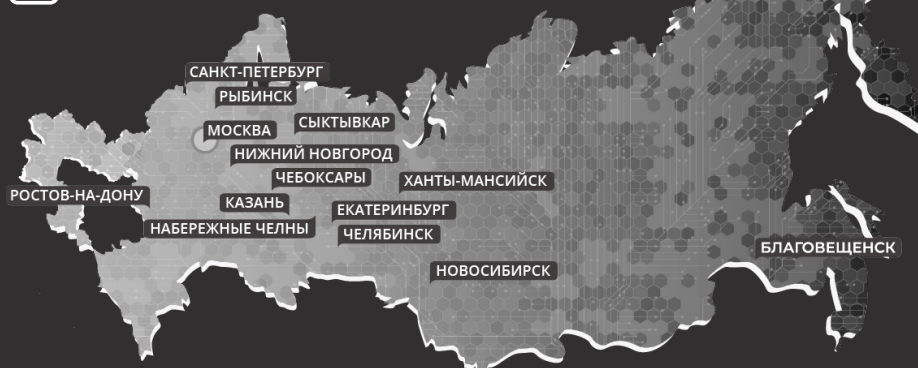 САНКТ-ПЕТЕРБУРГ
РЫБИНСК
СЫКТЫВКАР
МОСКВА
НИЖНИЙ НОВГОРОД
ЧЕБОКСАРЫ
ХАНТЫ-МАНСИЙСК
РОСТОВ-НА-ДОНУ
КАЗАНЬ
ЕКАТЕРИНБУРГ
НАБЕРЕЖНЫЕ ЧЕЛНЫ
ЧЕЛЯБИНСК
БЛАГОВЕЩЕНСК
НОВОСИБИРСК